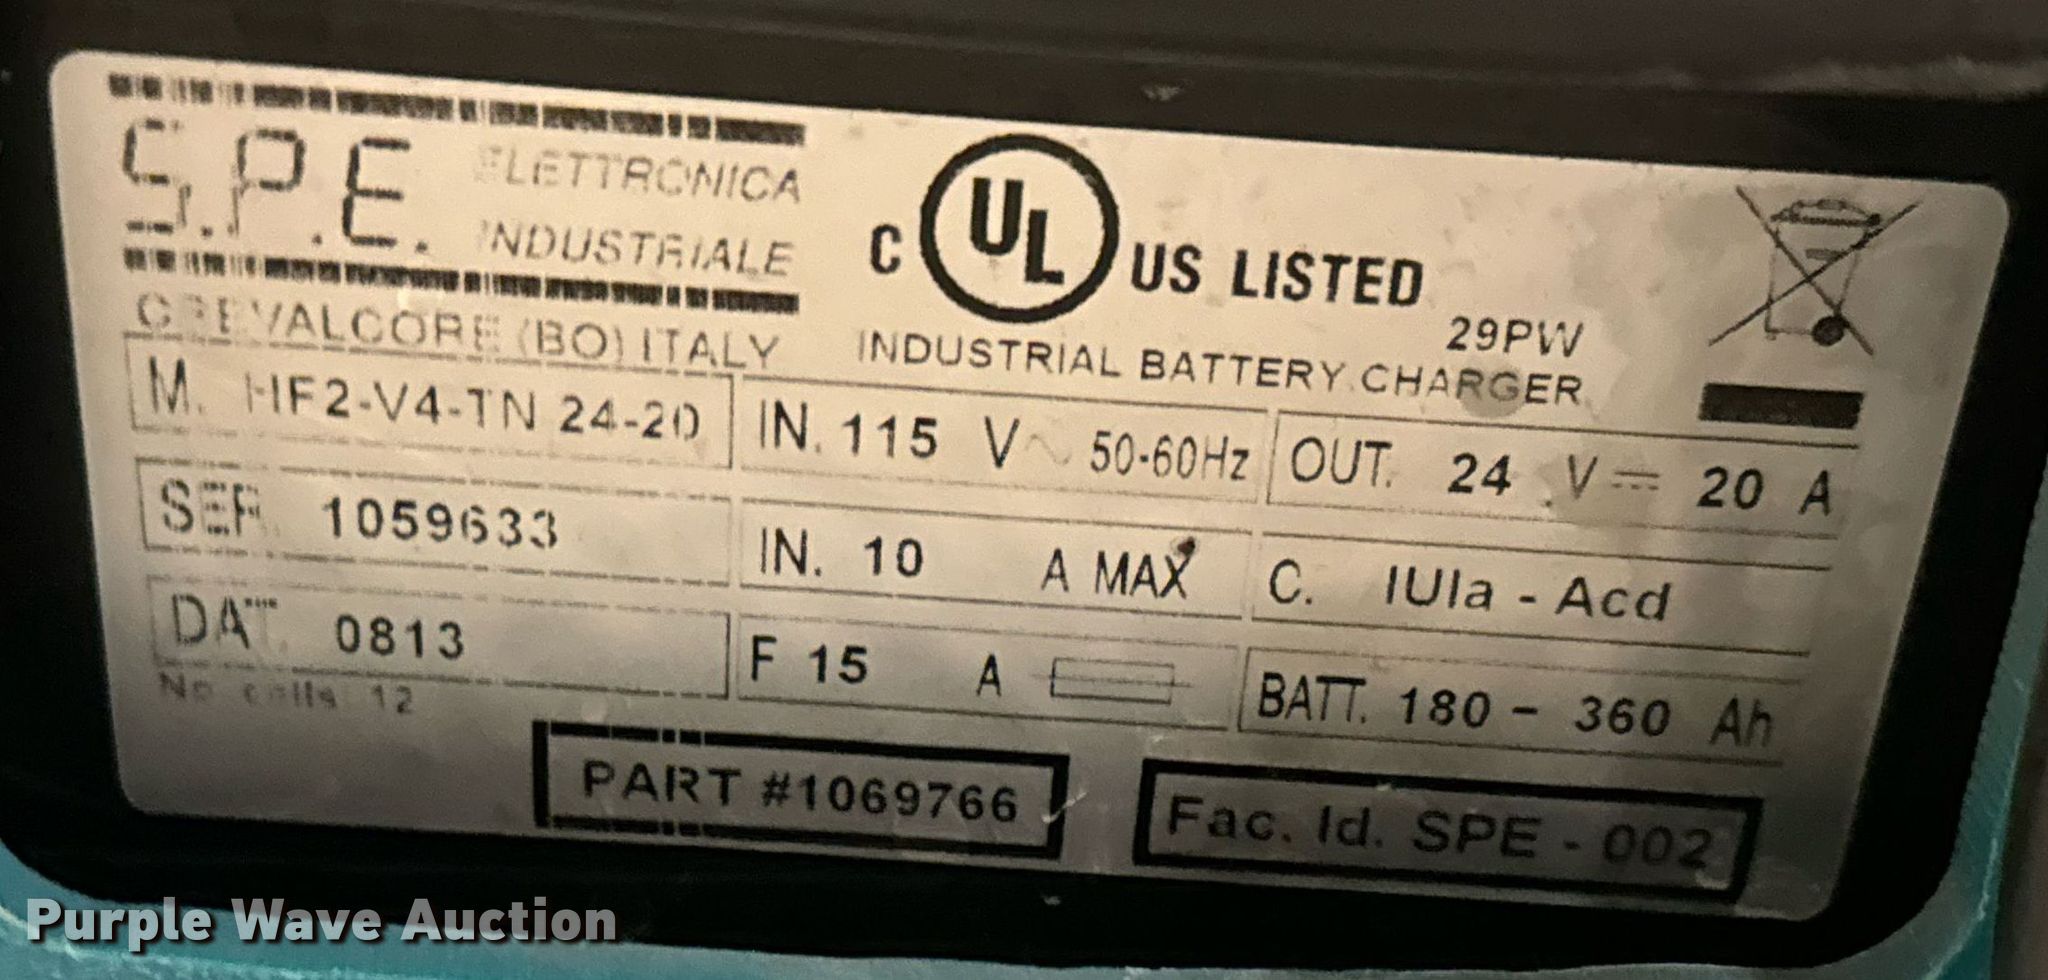 S.P.E. ELETTRONICA
INDUSTRIALE
CREVALCORE (BO) ITALY
C UL US LISTED
29PW
INDUSTRIAL BATTERY CHARGER
M. HF2-V4-TN 24-20
IN. 115 V~ 50-60Hz
OUT. 24 V⎓ 20 A
SER. 1059633
IN. 10 A MAX
C. IUIa - Acd
DAT. 0813
F 15 A
BATT. 180 - 360 Ah
No cells 12
PART #1069766
Fac. Id. SPE - 002
Purple Wave Auction